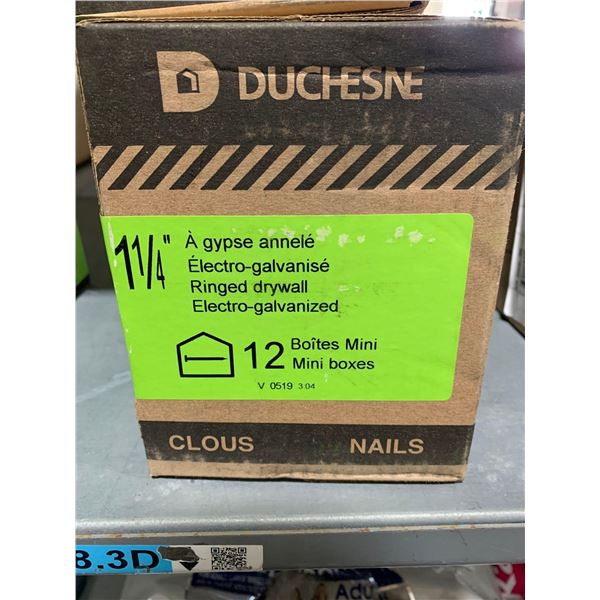 D DUCHESNE
1 1/4"
À gypse annelé
Électro-galvanisé
Ringed drywall
Electro-galvanized
12 Boîtes Mini
Mini boxes
V 0519 3:04
CLOUS NAILS
8.3D
Adu